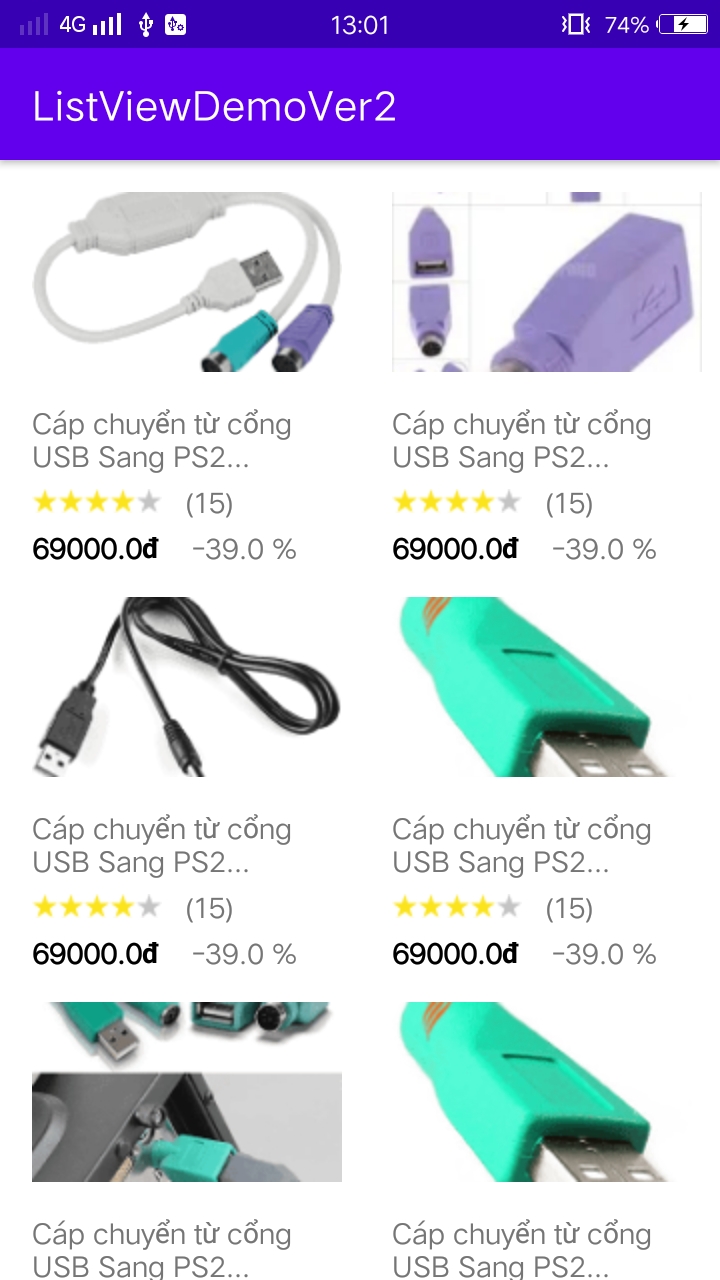 4G 13:01 74%
ListViewDemoVer2
Cáp chuyển từ cổng
USB Sang PS2...
(15)
69000.0đ -39.0 %
Cáp chuyển từ cổng
USB Sang PS2...
(15)
69000.0đ -39.0 %
Cáp chuyển từ cổng
USB Sang PS2...
(15)
69000.0đ -39.0 %
Cáp chuyển từ cổng
USB Sang PS2...
(15)
69000.0đ -39.0 %
Cáp chuyển từ cổng
USB Sang PS2...
Cáp chuyển từ cổng
USB Sang PS2...